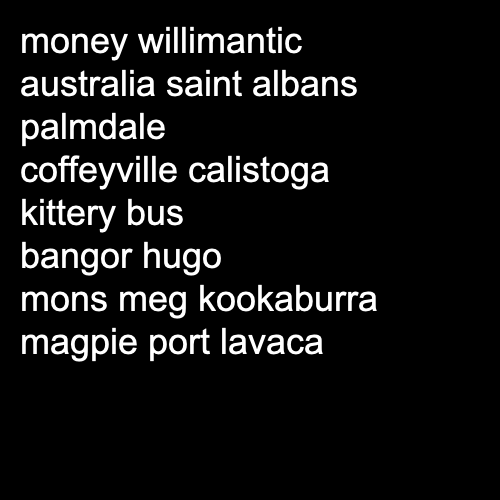 money willimantic
australia saint albans
palmdale
coffeyville calistoga
kittery bus
bangor hugo
mons meg kookaburra
magpie port lavaca